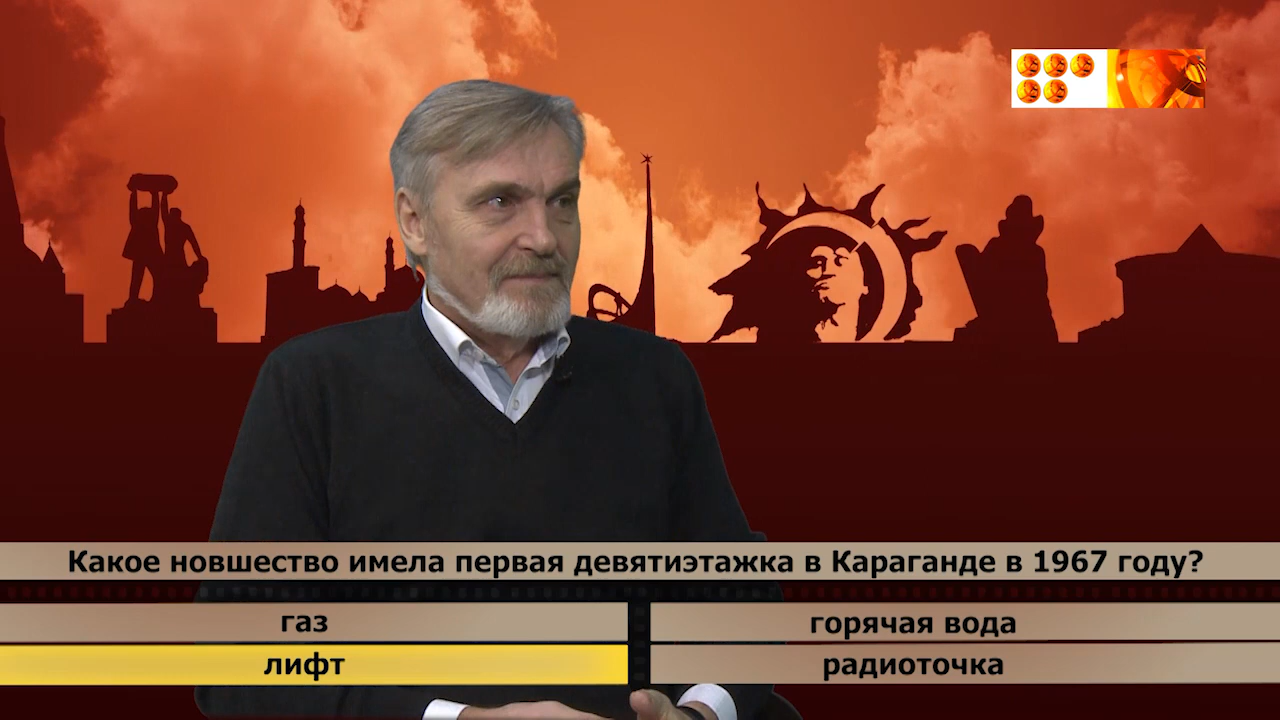 Какое новшество имела первая девятиэтажка в Караганде в 1967 году?
газ
горячая вода
лифт
радиоточка